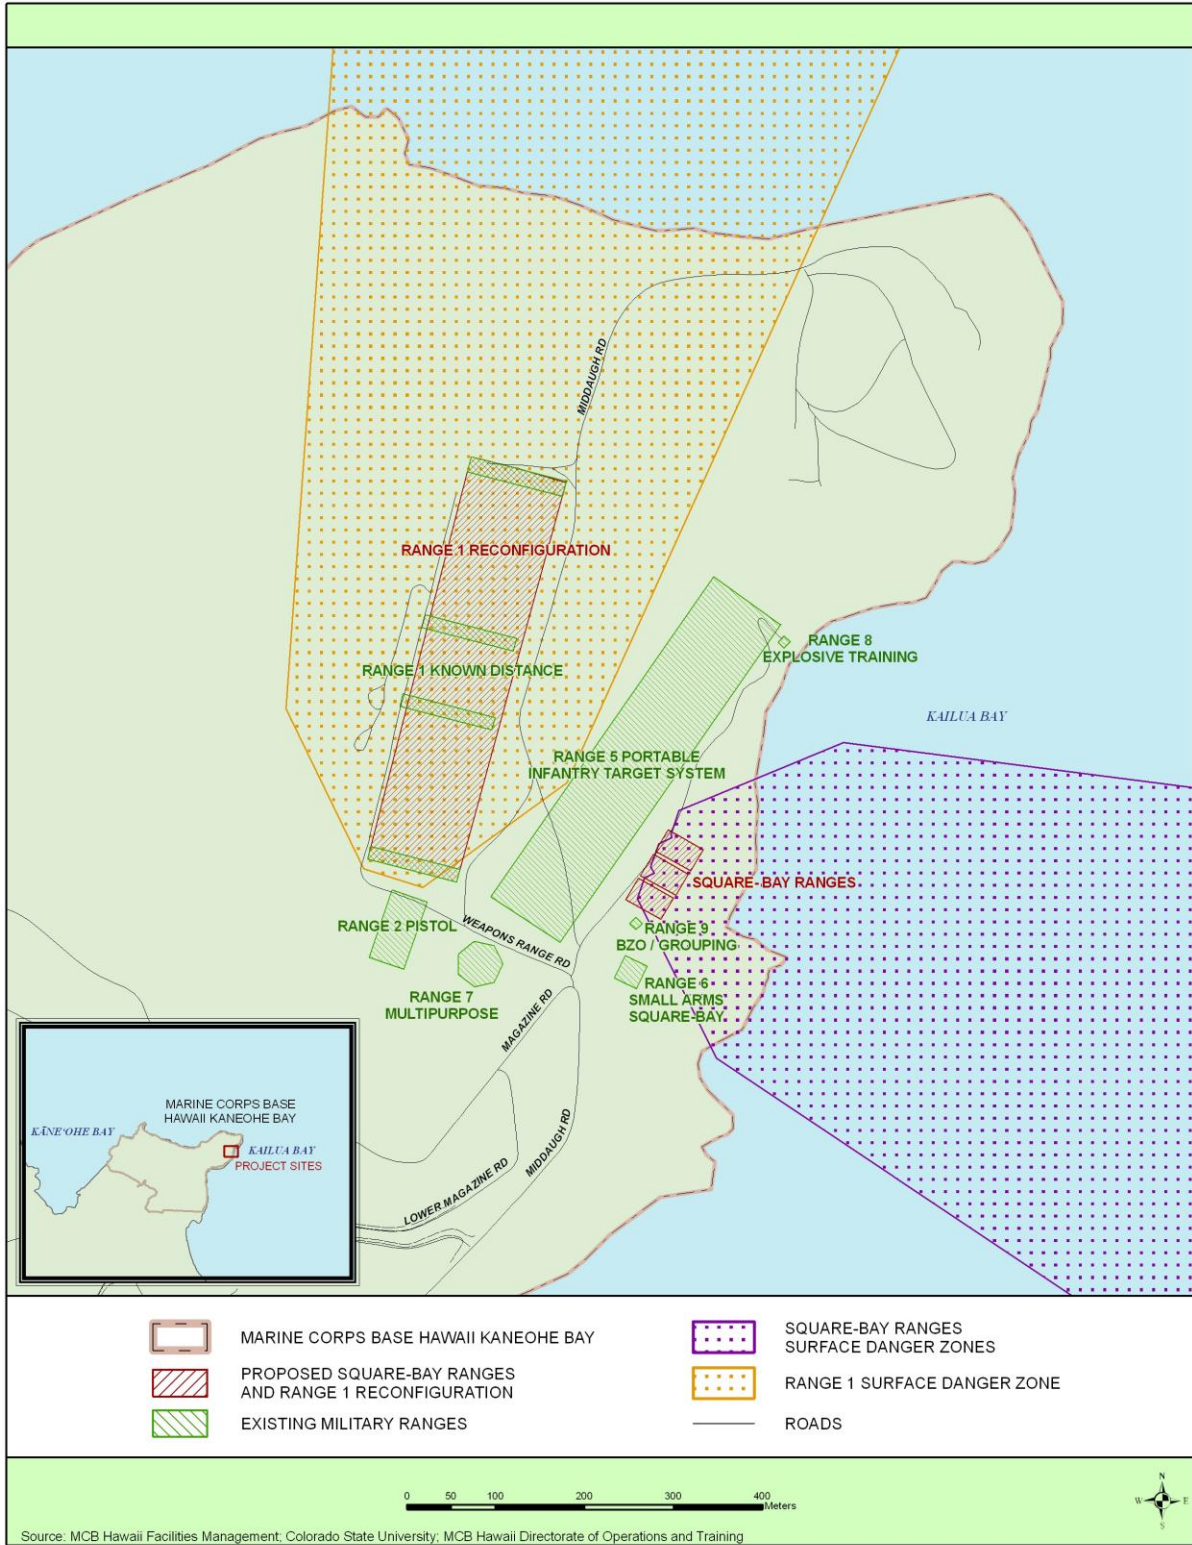 MIDDAUGH RD
RANGE 1 RECONFIGURATION
RANGE 8
EXPLOSIVE TRAINING
RANGE 1 KNOWN DISTANCE
KAILUA BAY
RANGE 5 PORTABLE
INFANTRY TARGET SYSTEM
SQUARE-BAY RANGES
RANGE 2 PISTOL
WEAPONS RANGE RD
RANGE 9
BZO / GROUPING
RANGE 7
MULTIPURPOSE
RANGE 6
SMALL ARMS
SQUARE-BAY
MAGAZINE RD
MIDDAUGH RD
LOWER MAGAZINE RD
MARINE CORPS BASE
HAWAII KANEOHE BAY
KĀNEʻOHE BAY
KAILUA BAY
PROJECT SITES
MARINE CORPS BASE HAWAII KANEOHE BAY
PROPOSED SQUARE-BAY RANGES
AND RANGE 1 RECONFIGURATION
EXISTING MILITARY RANGES
SQUARE-BAY RANGES
SURFACE DANGER ZONES
RANGE 1 SURFACE DANGER ZONE
ROADS
0 50 100 200 300 400
Meters
N
W E
S
Source: MCB Hawaii Facilities Management; Colorado State University; MCB Hawaii Directorate of Operations and Training